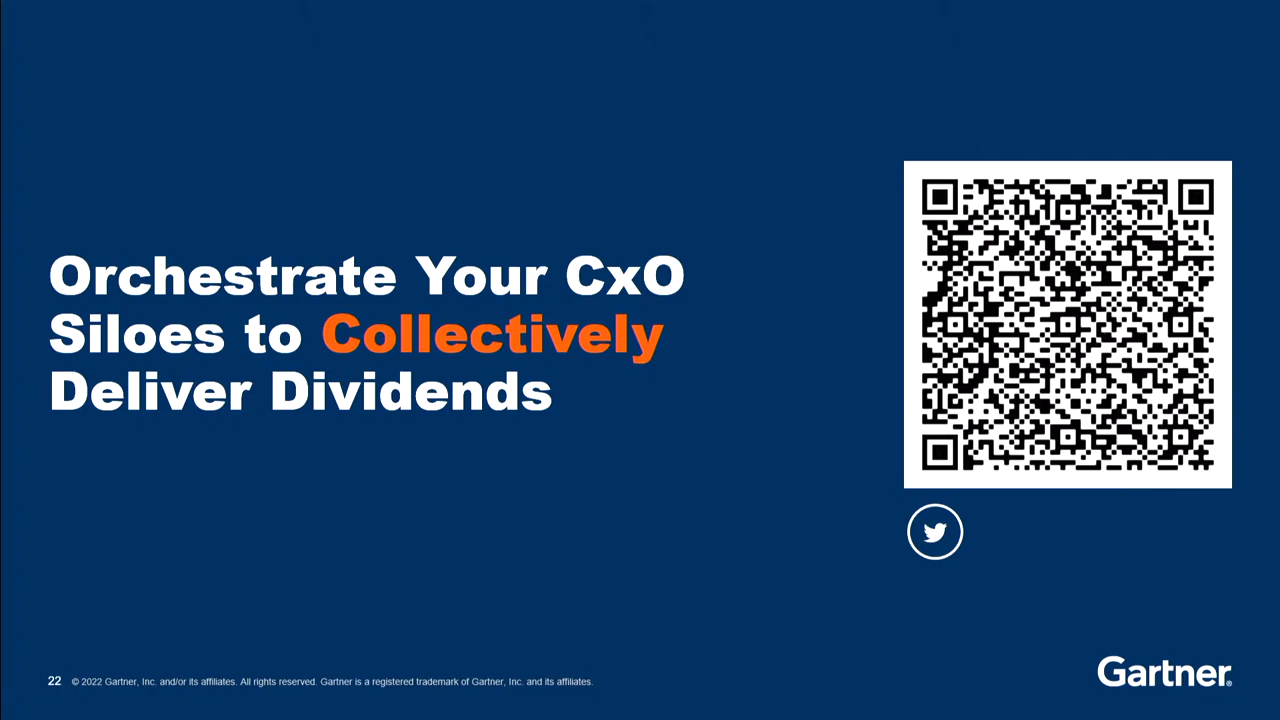 Orchestrate Your CxO
Siloes to Collectively
Deliver Dividends
22 © 2022 Gartner, Inc. and/or its affiliates. All rights reserved. Gartner is a registered trademark of Gartner, Inc. and its affiliates.
Gartner®